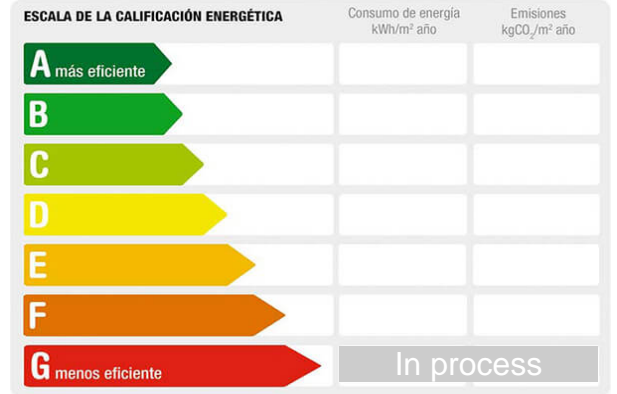 ESCALA DE LA CALIFICACIÓN ENERGÉTICA
Consumo de energía
kWh/m² año
Emisiones
kgCO₂/m² año
A más eficiente
B
C
D
E
F
G menos eficiente
In process